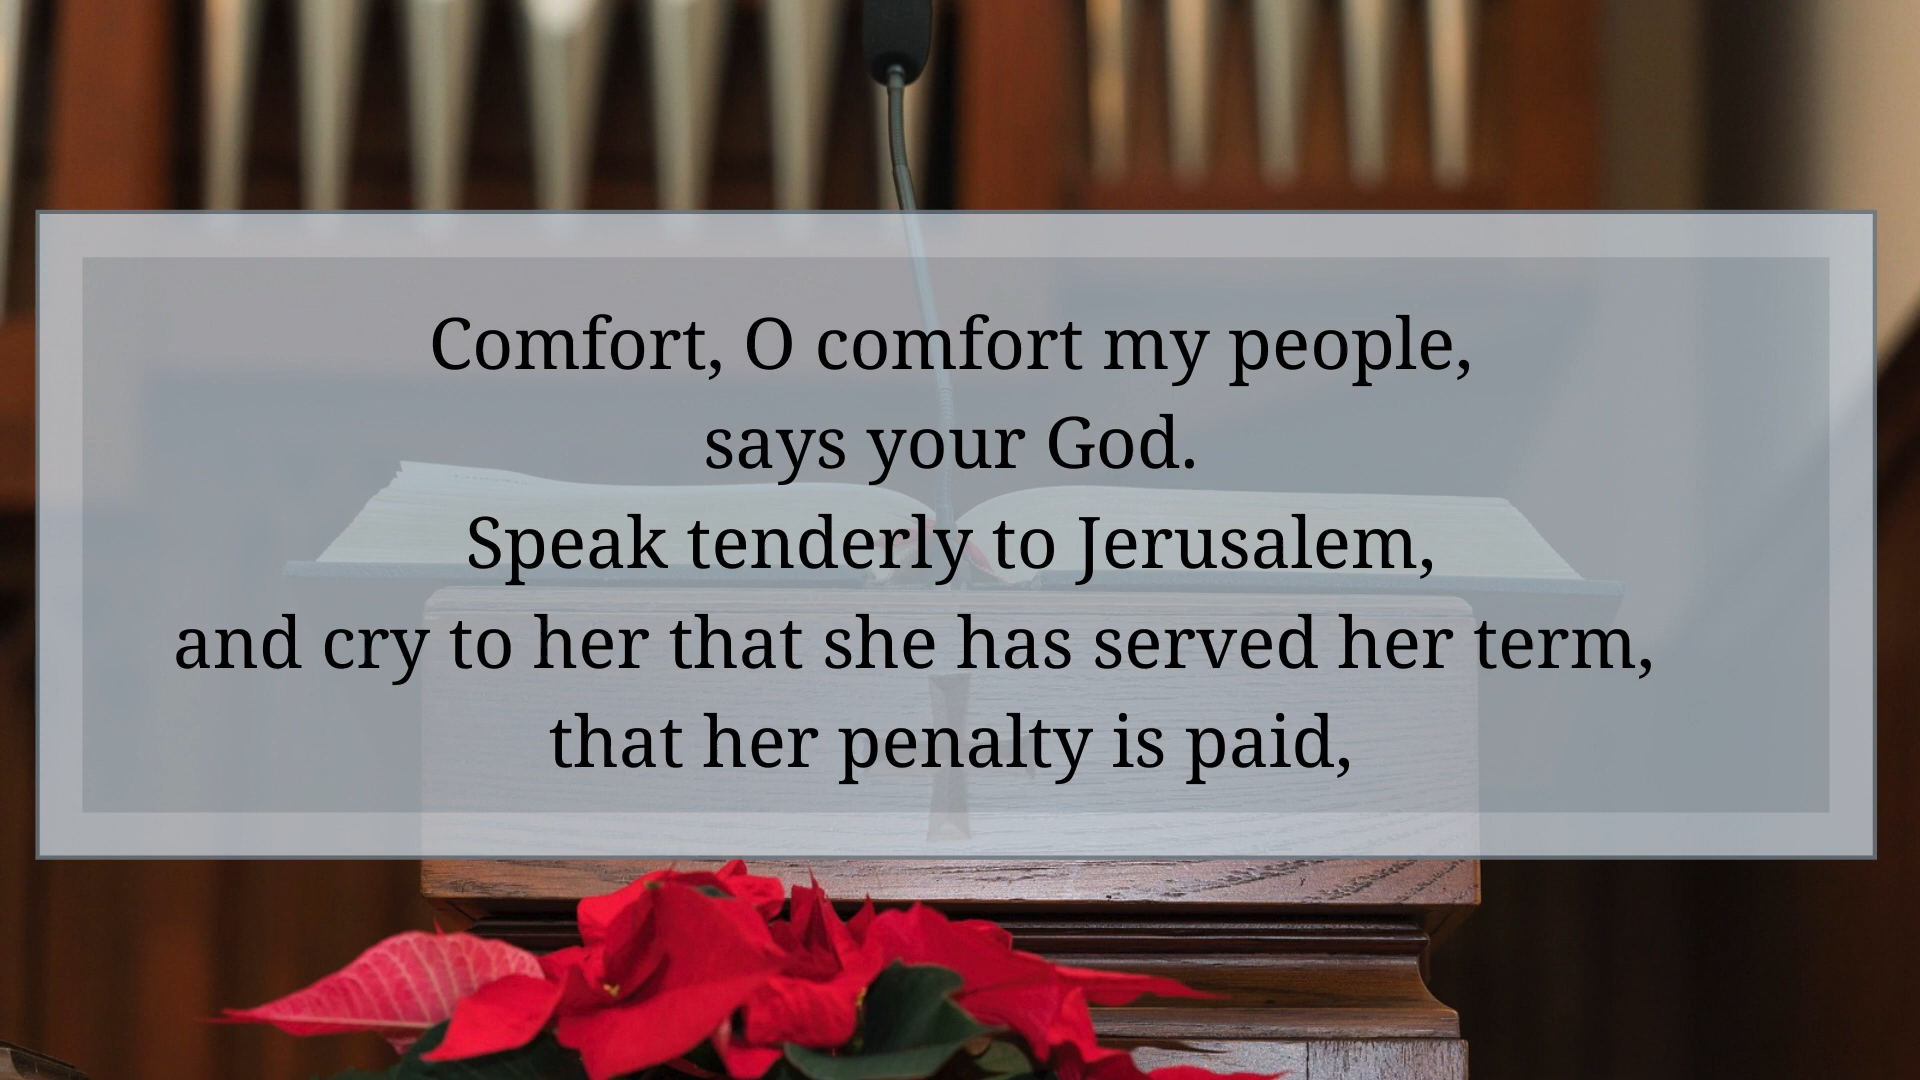 Comfort, O comfort my people,
says your God.
Speak tenderly to Jerusalem,
and cry to her that she has served her term,
that her penalty is paid,